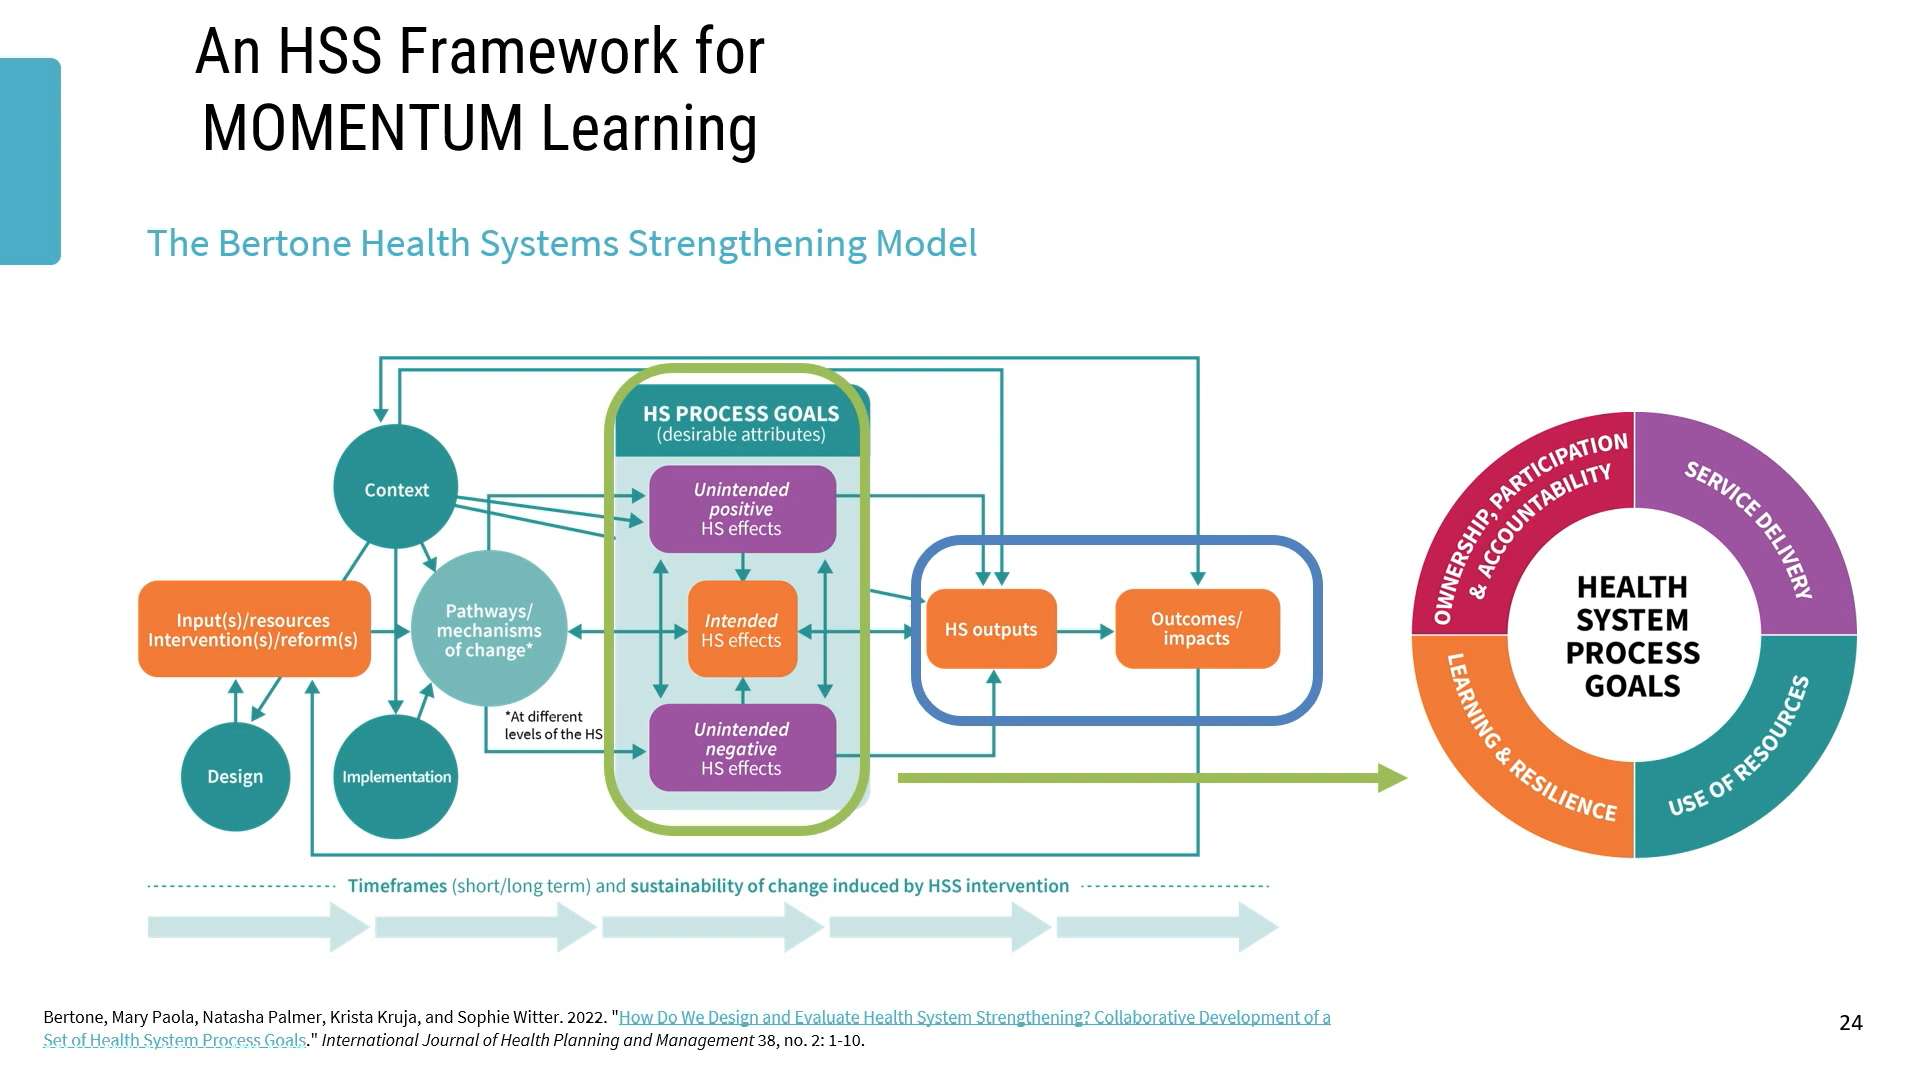 An HSS Framework for
MOMENTUM Learning
The Bertone Health Systems Strengthening Model
HS PROCESS GOALS
(desirable attributes)
Context
Unintended
positive
HS effects
Input(s)/resources
Intervention(s)/reform(s)
Pathways/
mechanisms
of change*
Intended
HS effects
HS outputs
Outcomes/
impacts
*At different
levels of the HS
Unintended
negative
HS effects
Design
Implementation
OWNERSHIP, PARTICIPATION
& ACCOUNTABILITY
SERVICE DELIVERY
HEALTH
SYSTEM
PROCESS
GOALS
LEARNING & RESILIENCE
USE OF RESOURCES
Timeframes (short/long term) and sustainability of change induced by HSS intervention
Bertone, Mary Paola, Natasha Palmer, Krista Kruja, and Sophie Witter. 2022. "How Do We Design and Evaluate Health System Strengthening? Collaborative Development of a
Set of Health System Process Goals." International Journal of Health Planning and Management 38, no. 2: 1-10.
24